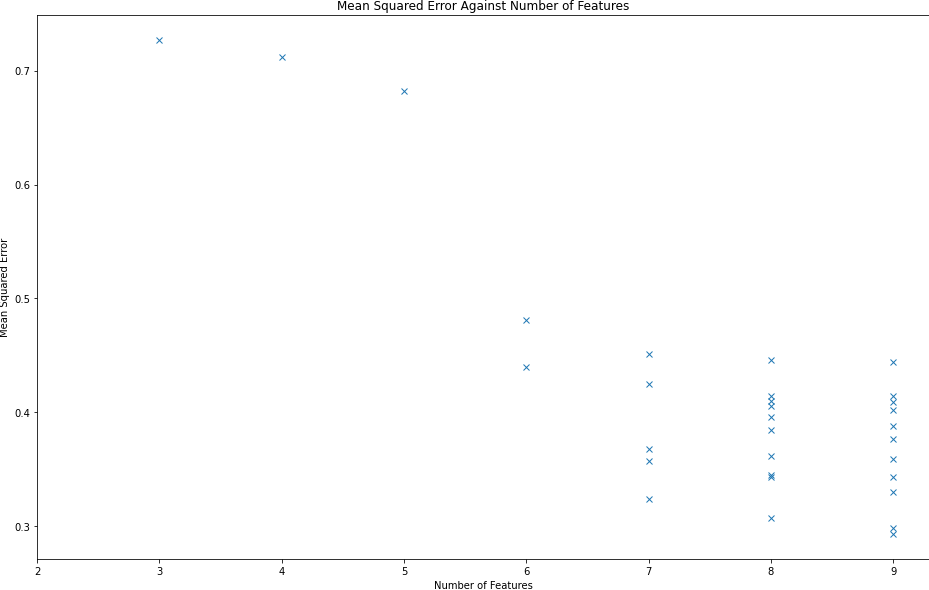 Mean Squared Error Against Number of Features
Mean Squared Error
0.7
0.6
0.5
0.4
0.3
2 3 4 5 6 7 8 9
Number of Features